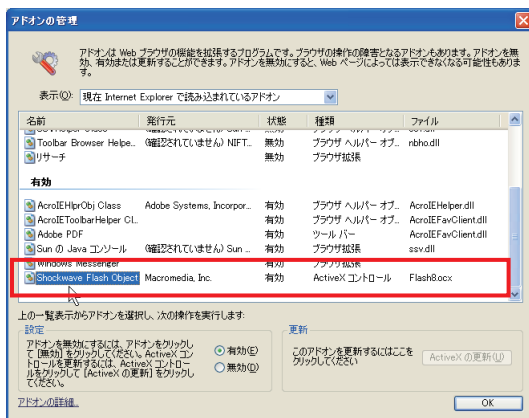 アドオンの管理
アドオンは Web ブラウザの機能を拡張するプログラムです。ブラウザの操作の障害となるアドオンもあります。アドオンを無
効、有効または更新することができます。アドオンを無効にすると、Web ページによっては表示できなくなる可能性もありま
す。
表示(O): 現在 Internet Explorer で読み込まれているアドオン
名前 発行元 状態 種類 ファイル
Toolbar Browser Helpe... (確認されていません) NIFT... 無効 ブラウザ ヘルパー オブ... nbho.dll
リサーチ 無効 ブラウザ拡張
有効
AcroIEHlprObj Class Adobe Systems, Incorpor... 有効 ブラウザ ヘルパー オブ... AcroIEHelper.dll
AcroIEToolbarHelper Cl... 有効 ブラウザ ヘルパー オブ... AcroIEFavClient.dll
Adobe PDF 有効 ツール バー AcroIEFavClient.dll
Sun の Java コンソール (確認されていません) Sun ... 有効 ブラウザ拡張 ssv.dll
Windows Messenger 有効 ブラウザ拡張
Shockwave Flash Object Macromedia, Inc. 有効 ActiveX コントロール Flash8.ocx
上の一覧表示からアドオンを選択し、次の操作を実行します:
設定
アドオンを無効にするには、アドオンをクリックし
て [無効] をクリックしてください。ActiveX コン
トロールを更新するには、ActiveX コントロー
ルをクリックして [ActiveX の更新] をクリックし
てください。
有効(E)
無効(D)
更新
このアドオンを更新するにはここを
クリックしてください
ActiveX の更新(U)
アドオンの詳細...
OK